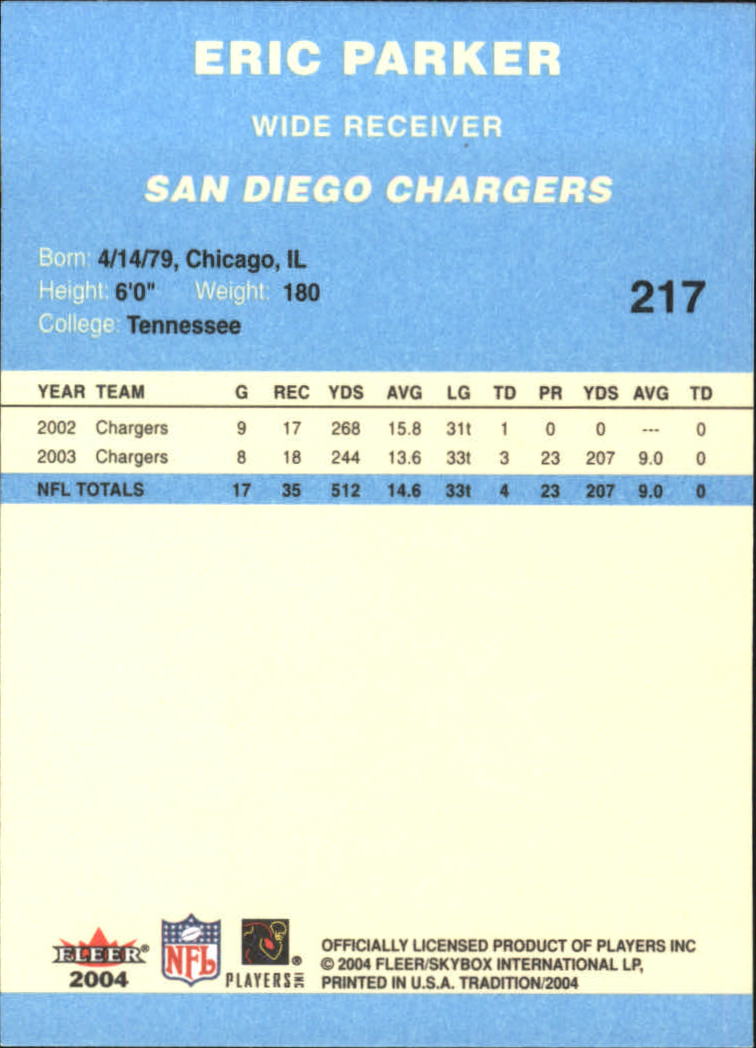 ERIC PARKER
WIDE RECEIVER
SAN DIEGO CHARGERS
Born: 4/14/79, Chicago, IL
Height: 6'0" Weight: 180
217
College: Tennessee
YEAR TEAM G REC YDS AVG LG TD PR YDS AVG TD
2002 Chargers 9 17 268 15.8 31t 1 0 0 --- 0
2003 Chargers 8 18 244 13.6 33t 3 23 207 9.0 0
NFL TOTALS 17 35 512 14.6 33t 4 23 207 9.0 0
FLEER®
2004
NFL
PLAYERS INC ®
OFFICIALLY LICENSED PRODUCT OF PLAYERS INC
© 2004 FLEER/SKYBOX INTERNATIONAL LP,
PRINTED IN U.S.A. TRADITION/2004